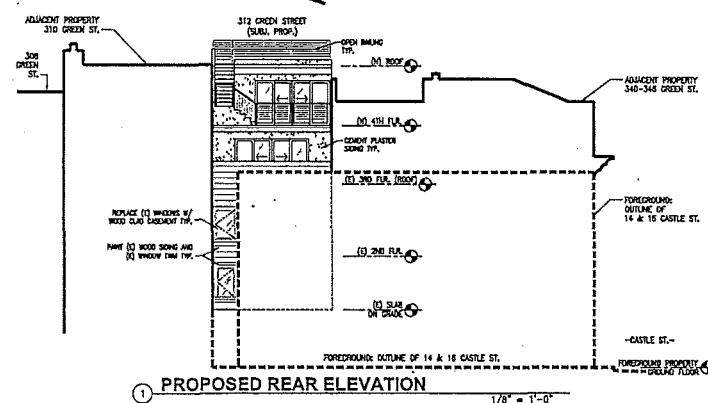 ADJACENT PROPERTY
310 GREEN ST.
308
GREEN
ST.
312 GREEN STREET
(SUBJ. PROP.)
OPEN RAILING
TYP.
(N) ROOF
ADJACENT PROPERTY
340-348 GREEN ST.
(N) 4TH FLR.
CEMENT PLASTER
SIDING TYP.
(E) 3RD FLR. (ROOF)
REPLACE (E) WINDOWS W/
WOOD CLAD CASEMENT TYP.
FOREGROUND:
OUTLINE OF
14 & 16 CASTLE ST.
PAINT (E) WOOD SIDING AND
(E) WINDOW TRIM TYP.
(E) 2ND FLR.
(E) SLAB
ON GRADE
-CASTLE ST.-
FOREGROUND: OUTLINE OF 14 & 16 CASTLE ST.
FOREGROUND PROPERTY
GROUND FLOOR
1 PROPOSED REAR ELEVATION
1/8" = 1'-0"